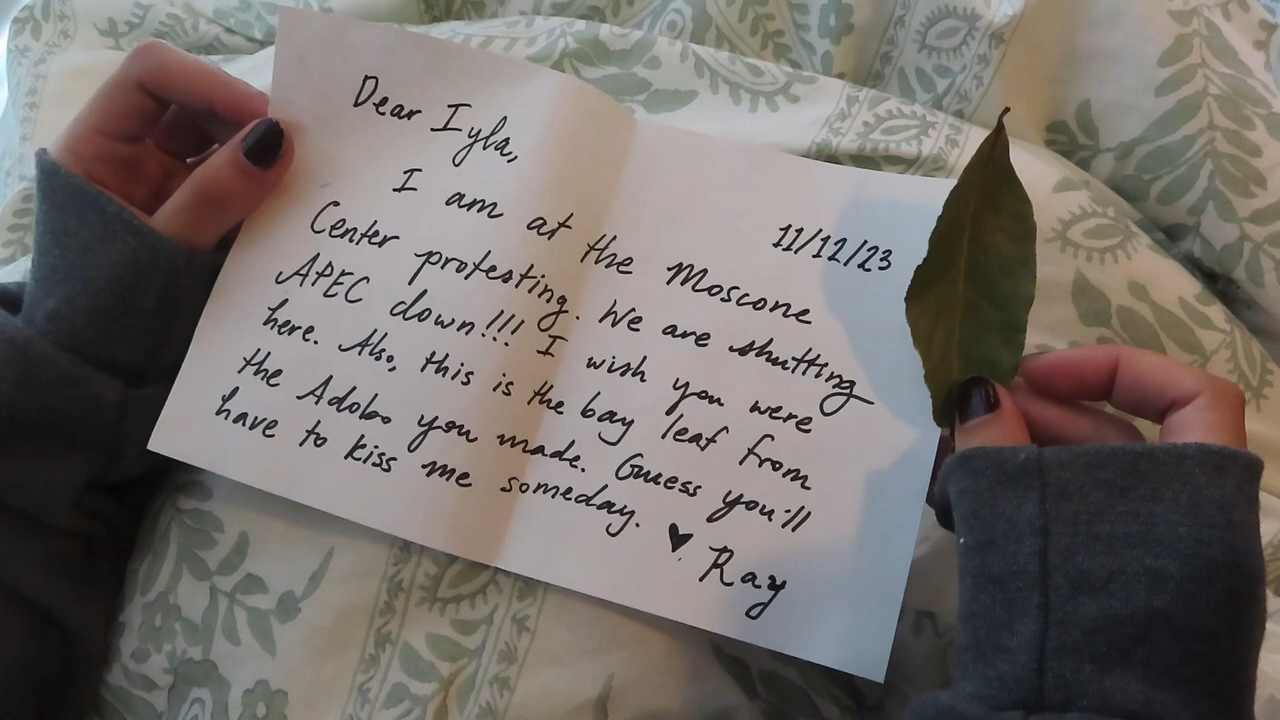 11/12/23
Dear Iyla,
I am at the Moscone
Center protesting. We are shutting
APEC down!!! I wish you were
here. Also, this is the bay leaf from
the Adobo you made. Guess you'll
have to kiss me someday. ♥ Ray